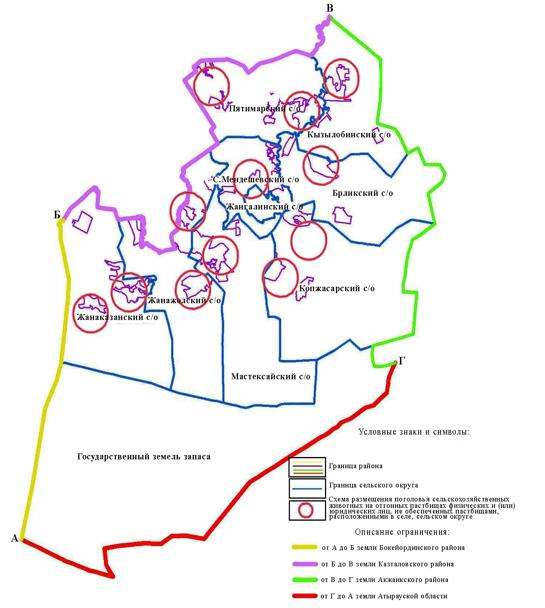 В
Пятимарский с/о
Кызылобинский с/о
С.Мендешевский с/о
Бірликский с/о
Жангалинский с/о
Б
Копжасарский с/о
Жанажолский с/о
Жанаказанский с/о
Г
Мастексайский с/о
Условные знаки и символы:
Государственный земель запаса
Граница района
Граница сельского округа
Схема размещения поголовья сельскохозяйственных
животных на отгонных пастбищах физических и (или)
юридических лиц, не обеспеченных пастбищами,
расположенными в селе, сельском округе
Описание ограничения:
А
от А до Б земли Бокейординского района
от Б до В земли Казталовского района
от В до Г земли Акжаикского района
от Г до А земли Атырауской области